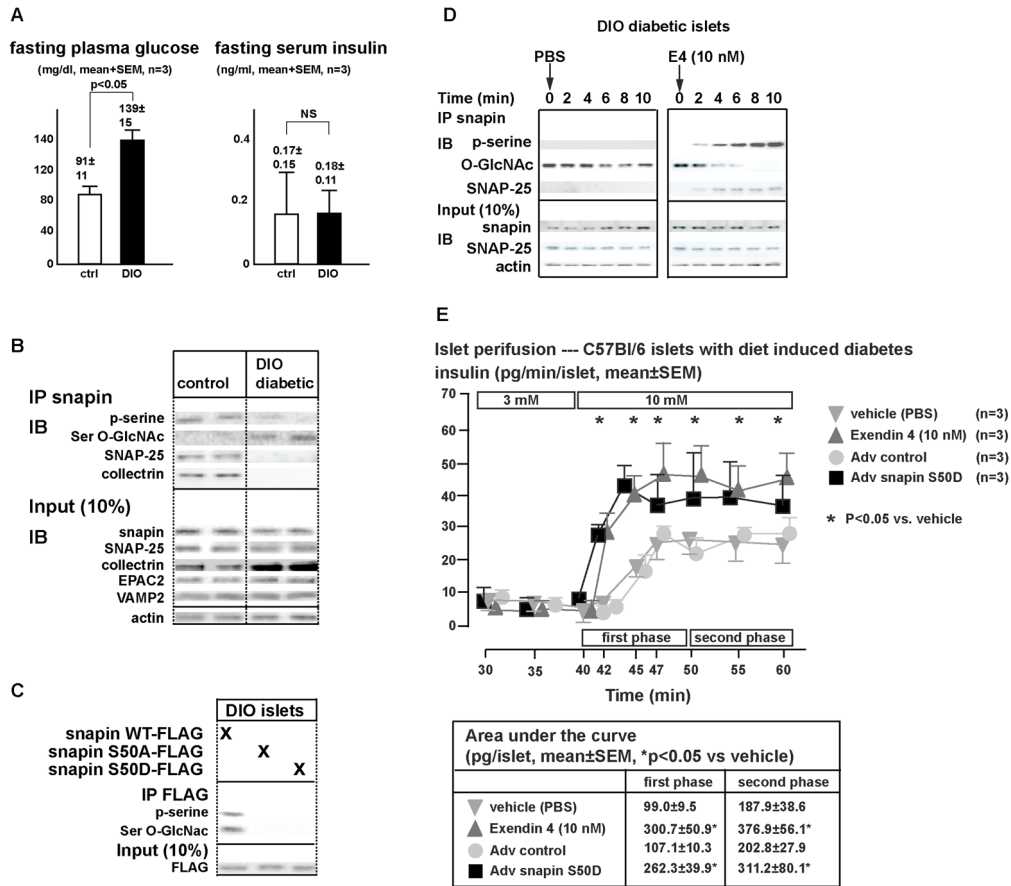 A
fasting plasma glucose
(mg/dl, mean+SEM, n=3)
p<0.05
139±
15
91±
11
140
120
80
40
0
ctrl DIO
fasting serum insulin
(ng/ml, mean+SEM, n=3)
NS
0.4
0.17±
0.15
0.18±
0.11
0.2
0
ctrl DIO
B
control
DIO
diabetic
IP snapin
IB
p-serine
Ser O-GlcNAc
SNAP-25
collectrin
Input (10%)
IB
snapin
SNAP-25
collectrin
EPAC2
VAMP2
actin
C
DIO islets
snapin WT-FLAG X
snapin S50A-FLAG X
snapin S50D-FLAG X
IP FLAG
p-serine
Ser O-GlcNac
Input (10%)
FLAG
D
DIO diabetic islets
PBS E4 (10 nM)
Time (min) 0 2 4 6 8 10 0 2 4 6 8 10
IP snapin
IB p-serine
O-GlcNAc
SNAP-25
Input (10%)
snapin
IB
SNAP-25
actin
E
Islet perifusion --- C57Bl/6 islets with diet induced diabetes
insulin (pg/min/islet, mean±SEM)
70
60
50
40
30
20
10
0
3 mM 10 mM
* * * * * *
vehicle (PBS) (n=3)
Exendin 4 (10 nM) (n=3)
Adv control (n=3)
Adv snapin S50D (n=3)
* P<0.05 vs. vehicle
first phase second phase
30 35 40 42 45 47 50 55 60
Time (min)
Area under the curve
(pg/islet, mean±SEM, *p<0.05 vs vehicle)
first phase second phase
vehicle (PBS) 99.0±9.5 187.9±38.6
Exendin 4 (10 nM) 300.7±50.9* 376.9±56.1*
Adv control 107.1±10.3 202.8±27.9
Adv snapin S50D 262.3±39.9* 311.2±80.1*